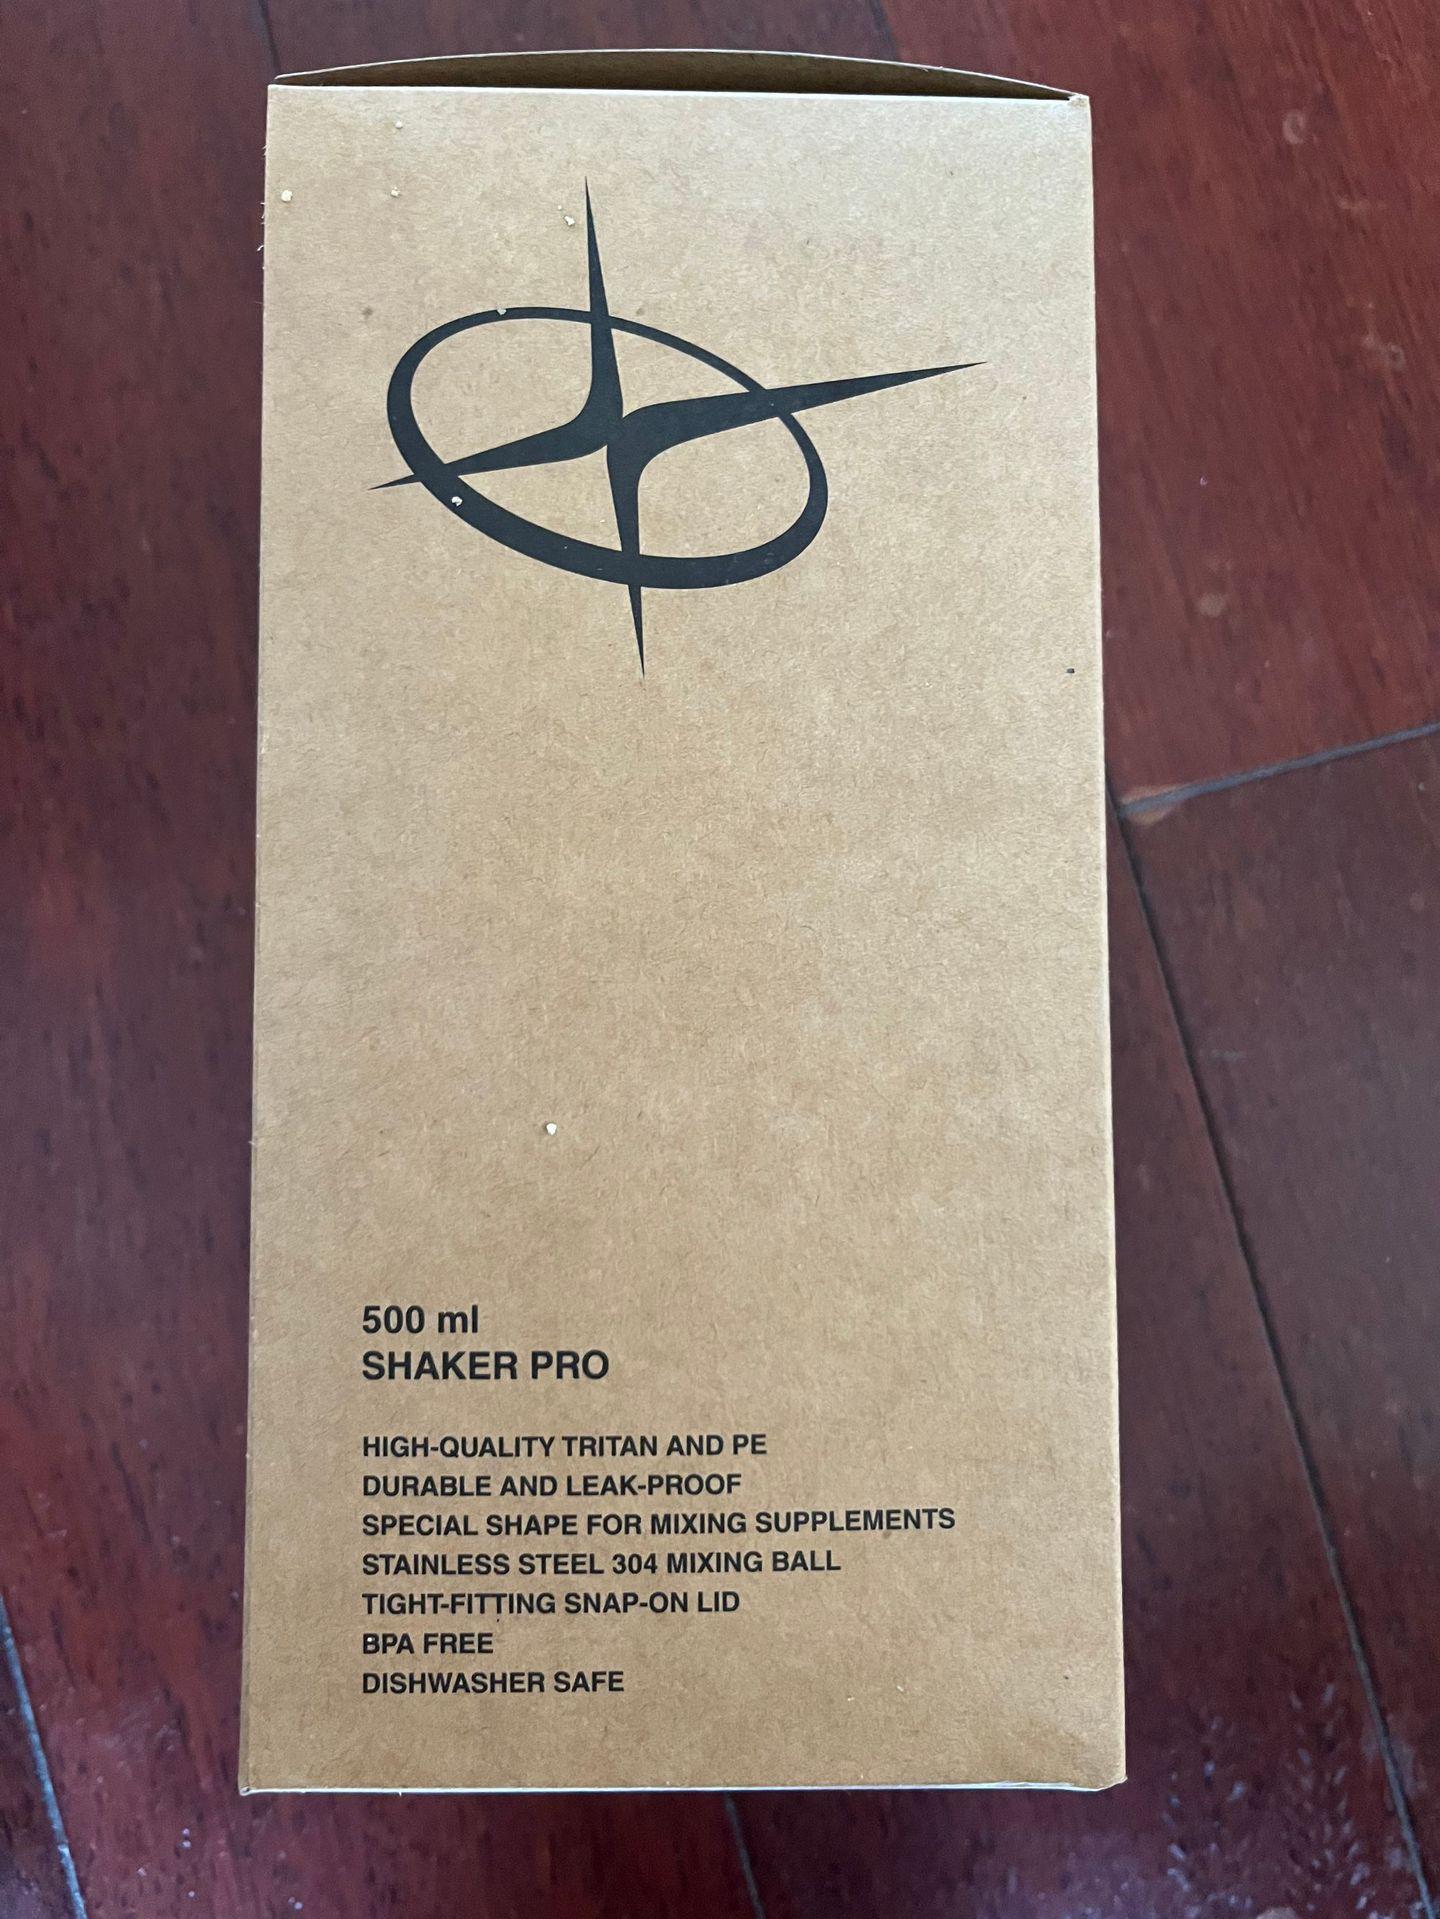 500 ml
SHAKER PRO
HIGH-QUALITY TRITAN AND PE
DURABLE AND LEAK-PROOF
SPECIAL SHAPE FOR MIXING SUPPLEMENTS
STAINLESS STEEL 304 MIXING BALL
TIGHT-FITTING SNAP-ON LID
BPA FREE
DISHWASHER SAFE